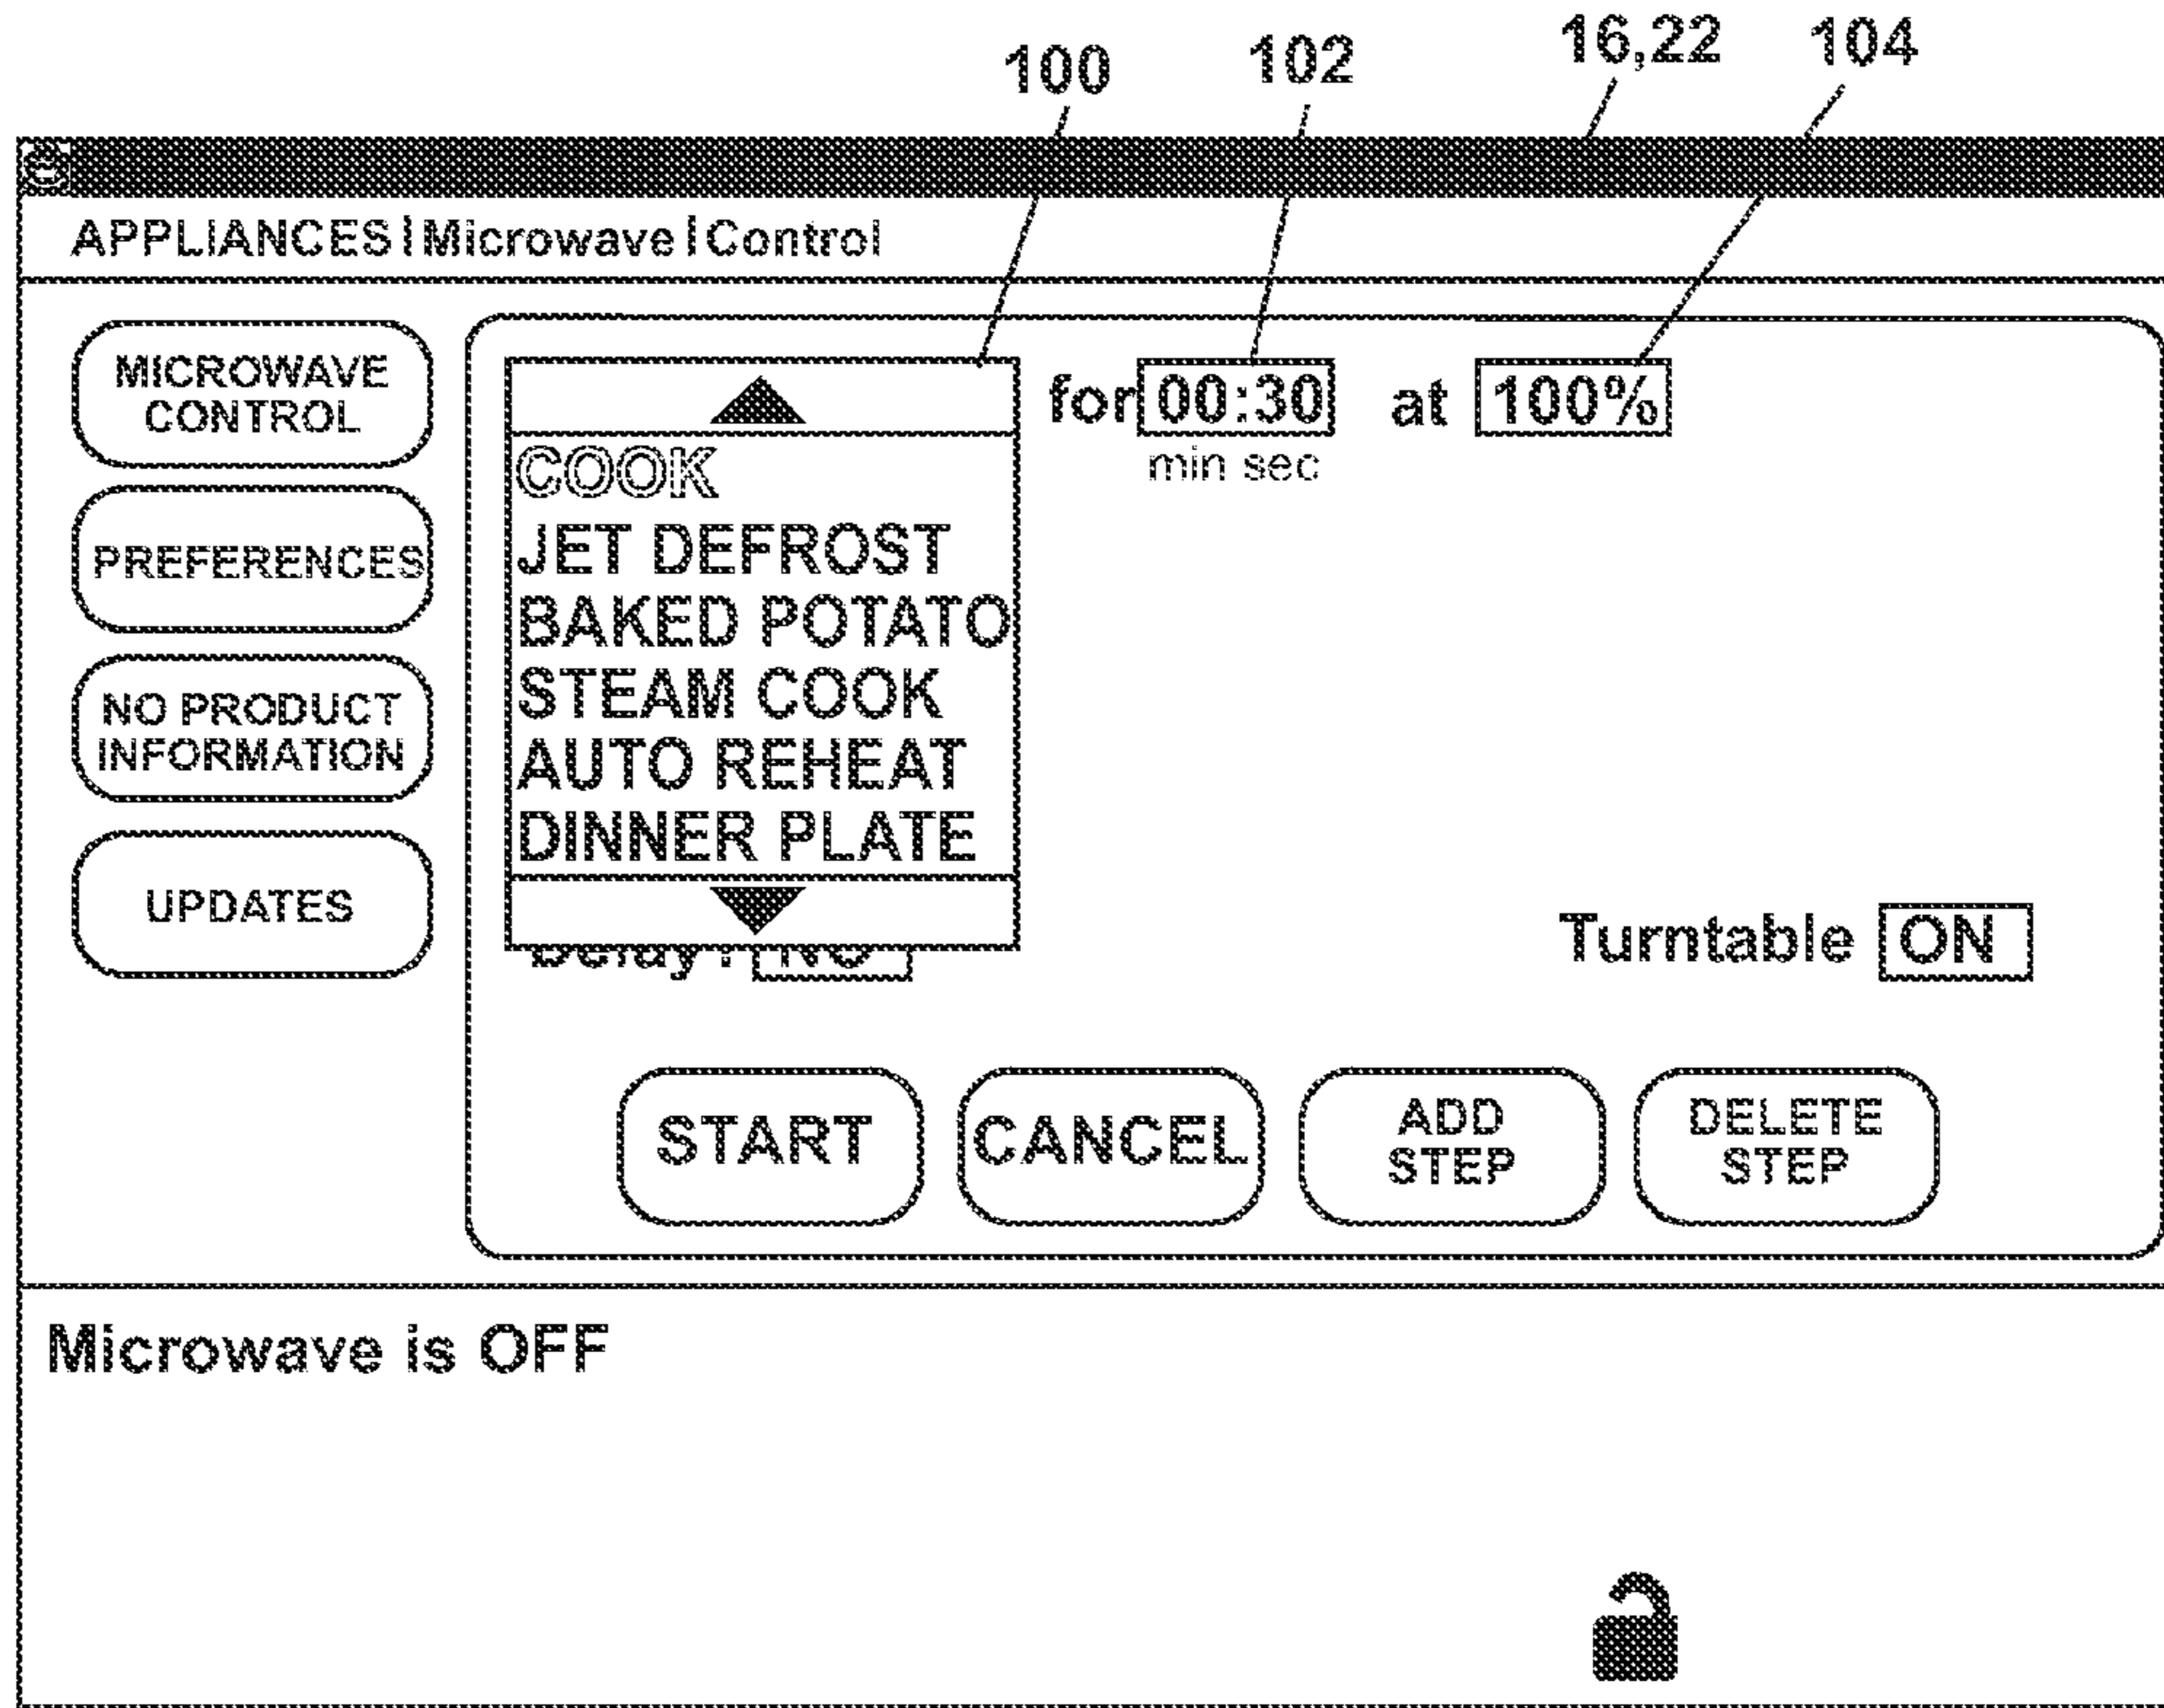 100 102 16,22 104
APPLIANCES | Microwave | Control
MICROWAVE
CONTROL
PREFERENCES
NO PRODUCT
INFORMATION
UPDATES
for 00:30 at 100%
min sec
COOK
JET DEFROST
BAKED POTATO
STEAM COOK
AUTO REHEAT
DINNER PLATE
Turntable ON
START
CANCEL
ADD
STEP
DELETE
STEP
Microwave is OFF